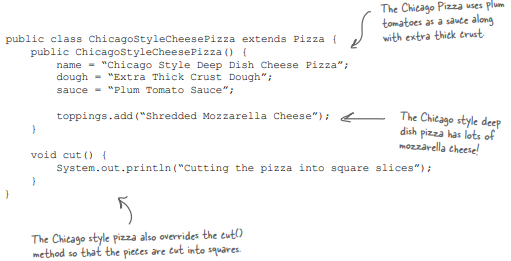 The Chicago Pizza uses plum
tomatoes as a sauce along
with extra thick crust.
public class ChicagoStyleCheesePizza extends Pizza {
public ChicagoStyleCheesePizza() {
name = “Chicago Style Deep Dish Cheese Pizza”;
dough = “Extra Thick Crust Dough”;
sauce = “Plum Tomato Sauce”;
toppings.add(“Shredded Mozzarella Cheese”);
The Chicago style deep
dish pizza has lots of
mozzarella cheese!
}
void cut() {
System.out.println(“Cutting the pizza into square slices”);
}
}
The Chicago style pizza also overrides the cut()
method so that the pieces are cut into squares.